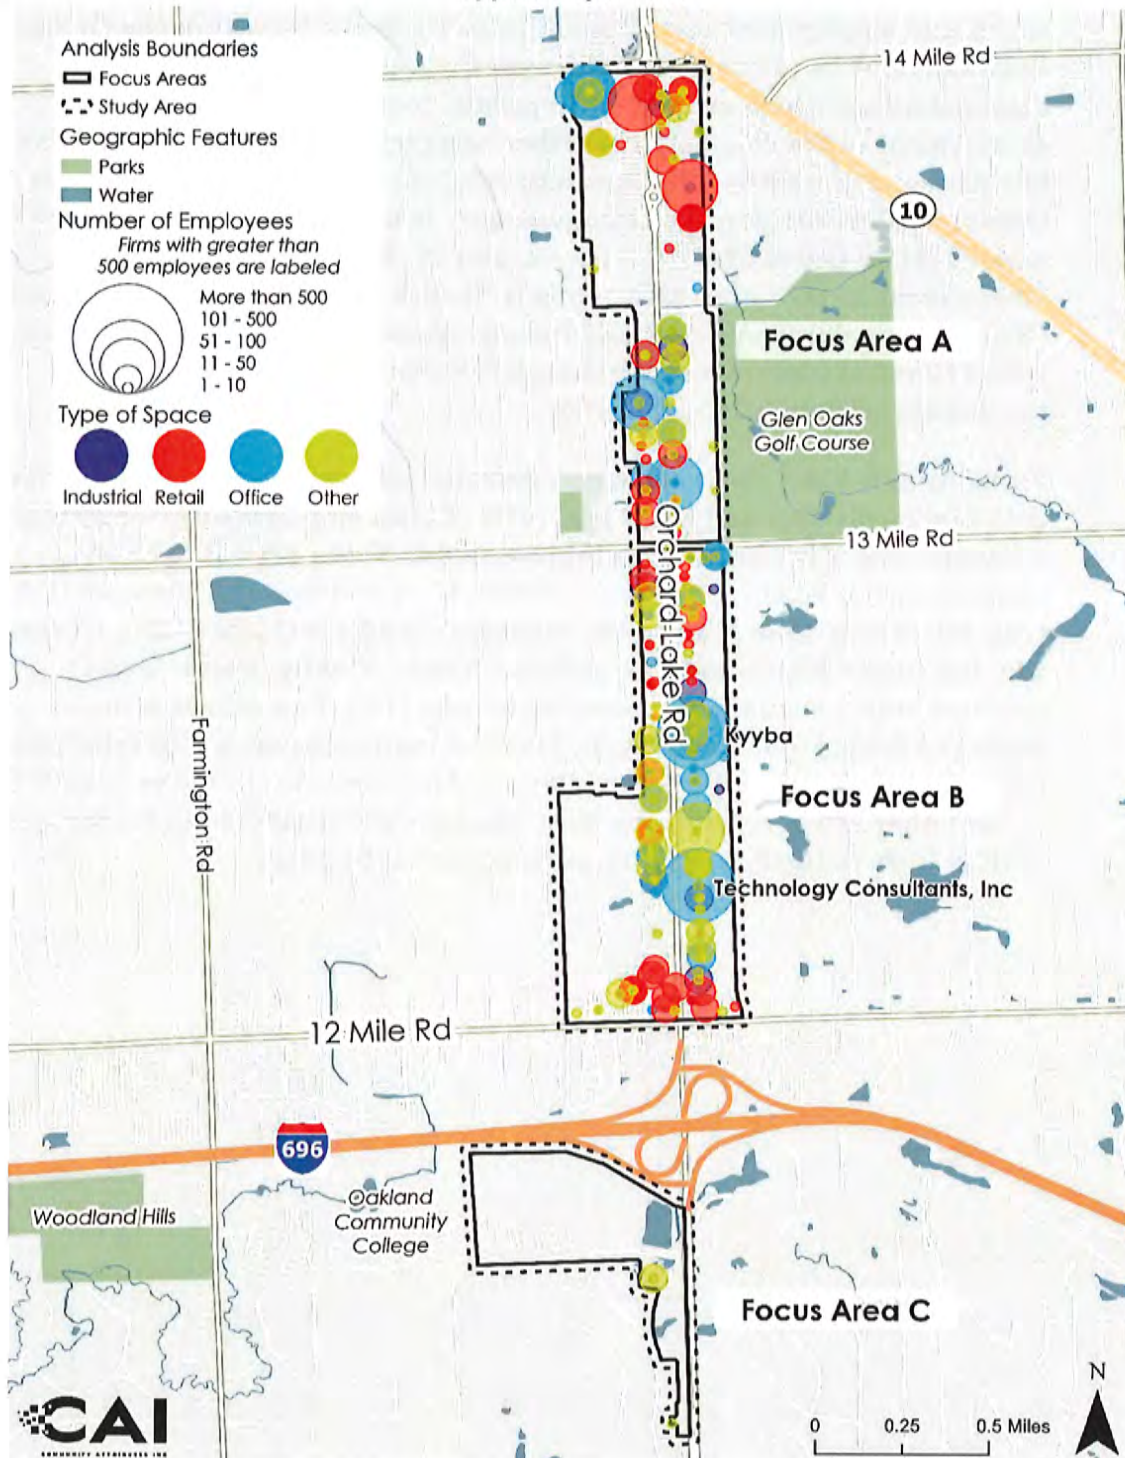 Analysis Boundaries
Focus Areas
Study Area
Geographic Features
Parks
Water
Number of Employees
Firms with greater than
500 employees are labeled
More than 500
101 - 500
51 - 100
11 - 50
1 - 10
Type of Space
Industrial Retail Office Other
14 Mile Rd
10
Focus Area A
Glen Oaks
Golf Course
13 Mile Rd
Orchard Lake Rd
Farmington Rd
Kyyba
Focus Area B
Technology Consultants, Inc
12 Mile Rd
696
Woodland Hills
Oakland
Community
College
Focus Area C
N
0 0.25 0.5 Miles
CAI
COMMUNITY ATTRIBUTES INC